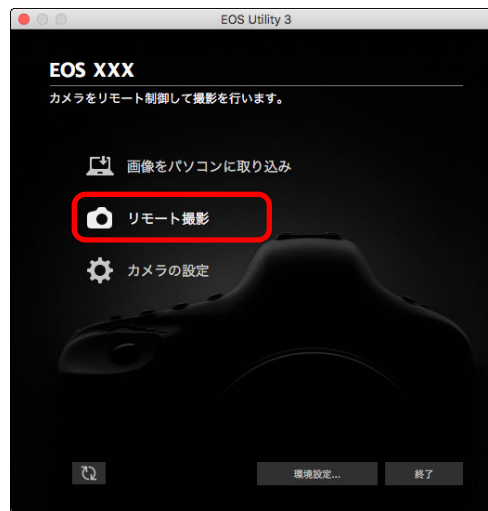 EOS Utility 3
EOS XXX
カメラをリモート制御して撮影を行います。
画像をパソコンに取り込み
リモート撮影
カメラの設定
環境設定...
終了